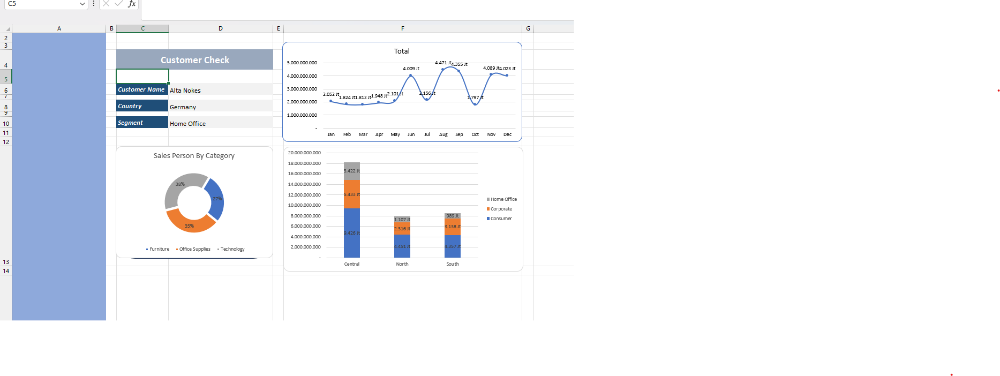 C5
fx
A B C D E F G
2
3
4
5
6
7
8
9
10
11
12
13
14
Customer Check
Customer Name Alta Nokes
Country Germany
Segment Home Office
Total
5.000.000.000
4.000.000.000
3.000.000.000
2.000.000.000
1.000.000.000
-
2.052 Jt 1.824 Jt 1.812 Jt 1.948 Jt 2.101 Jt 4.009 Jt 2.156 Jt 4.471 Jt 4.355 Jt 1.797 Jt 4.089 Jt 4.023 Jt
Jan Feb Mar Apr May Jun Jul Aug Sep Oct Nov Dec
Sales Person By Category
38%
27%
35%
Furniture Office Supplies Technology
20.000.000.000
18.000.000.000
16.000.000.000
14.000.000.000
12.000.000.000
10.000.000.000
8.000.000.000
6.000.000.000
4.000.000.000
2.000.000.000
-
3.422 Jt
5.433 Jt
9.426 Jt
1.107 Jt
2.316 Jt
4.451 Jt
989 Jt
3.138 Jt
4.357 Jt
Central North South
Home Office
Corporate
Consumer